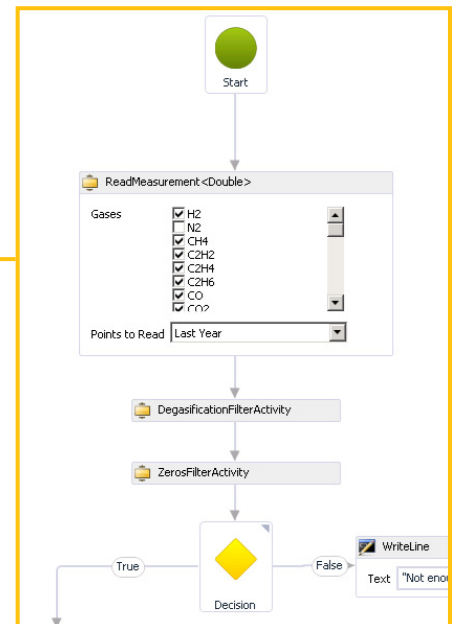 Start
ReadMeasurement<Double>
Gases
H2
N2
CH4
C2H2
C2H4
C2H6
CO
CO2
Points to Read Last Year
DegasificationFilterActivity
ZerosFilterActivity
True
False
Decision
WriteLine
Text "Not